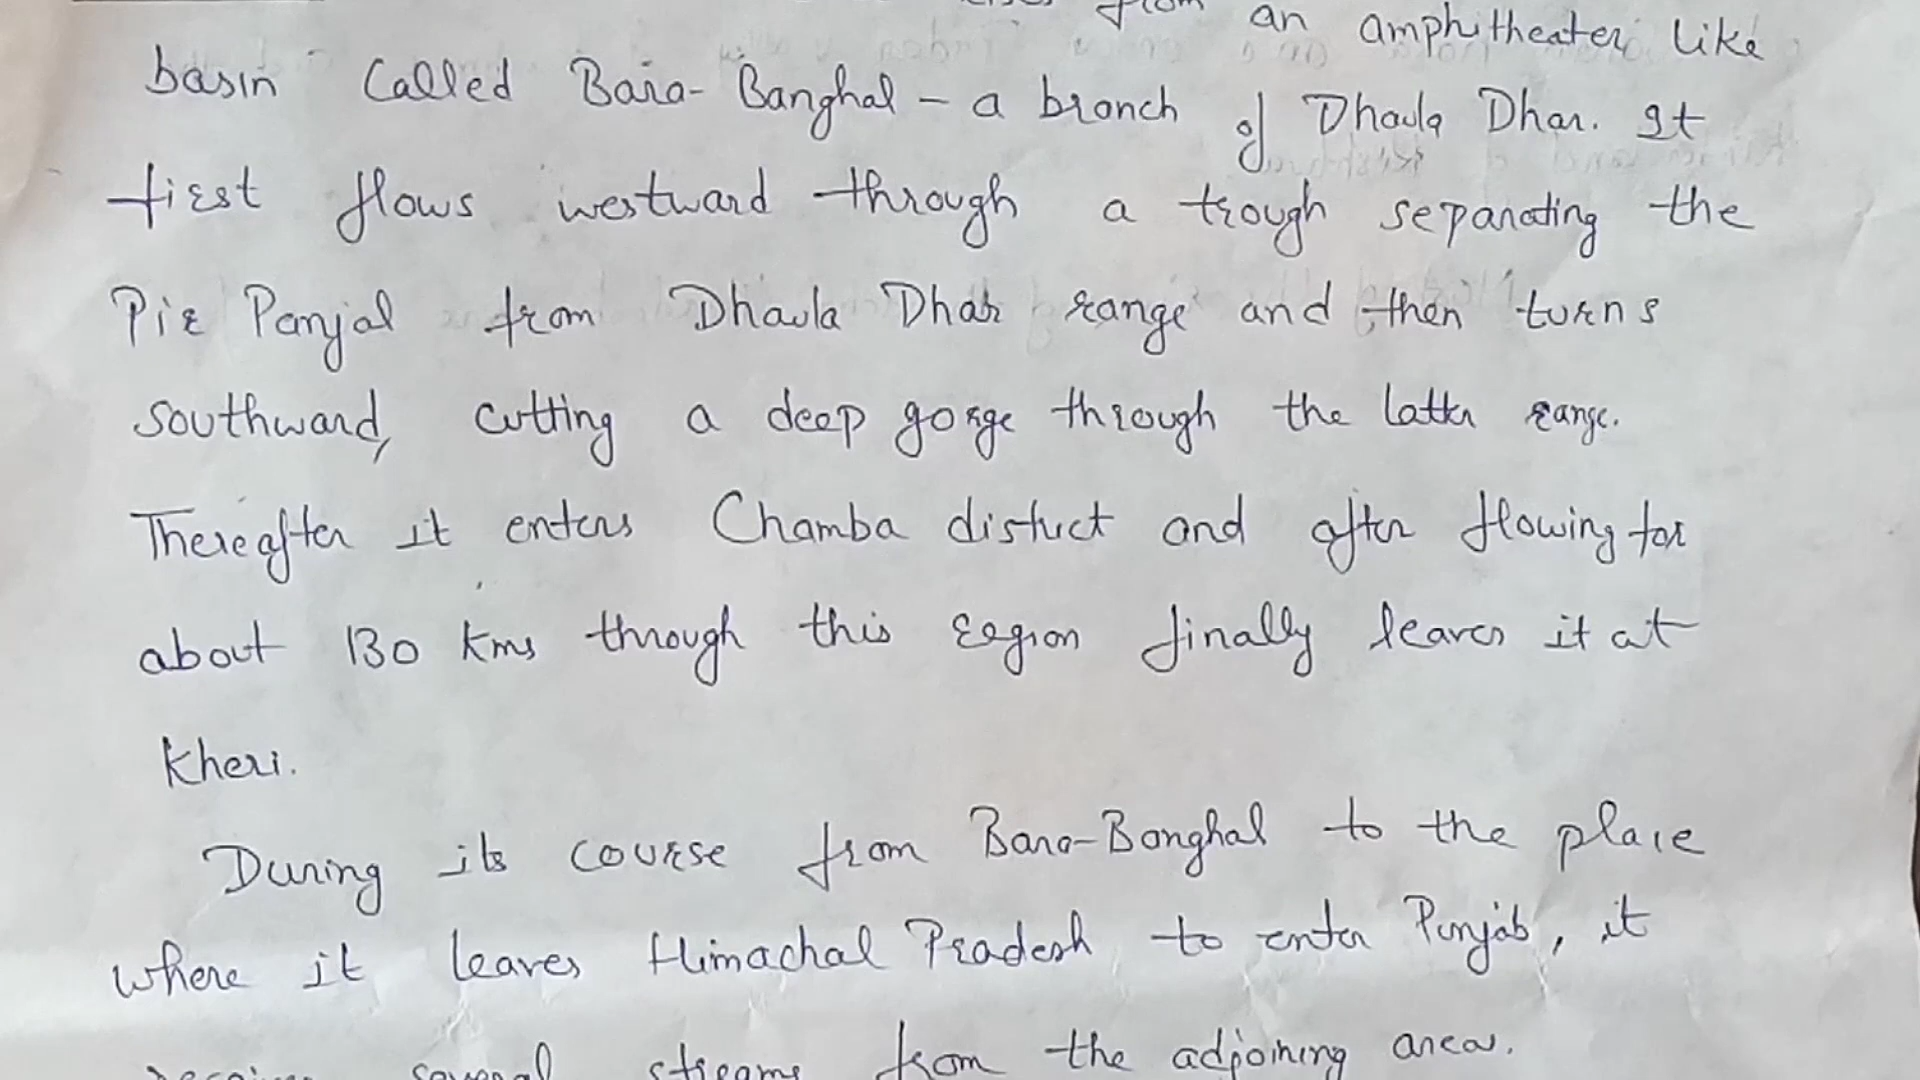 from an amphitheater like
basin Called Bara-Banghal - a branch of Dhaula Dhar. It
first flows westward through a trough separating the
Pir Panjal from Dhaula Dhar range and then turns
southward, cutting a deep gorge through the latter range.
Thereafter it enters Chamba district and after flowing for
about 130 kms through this region finally leaves it at
Kheri.
During its course from Bara-Banghal to the place
where it leaves Himachal Pradesh to enter Punjab, it
several streams from the adjoining areas.